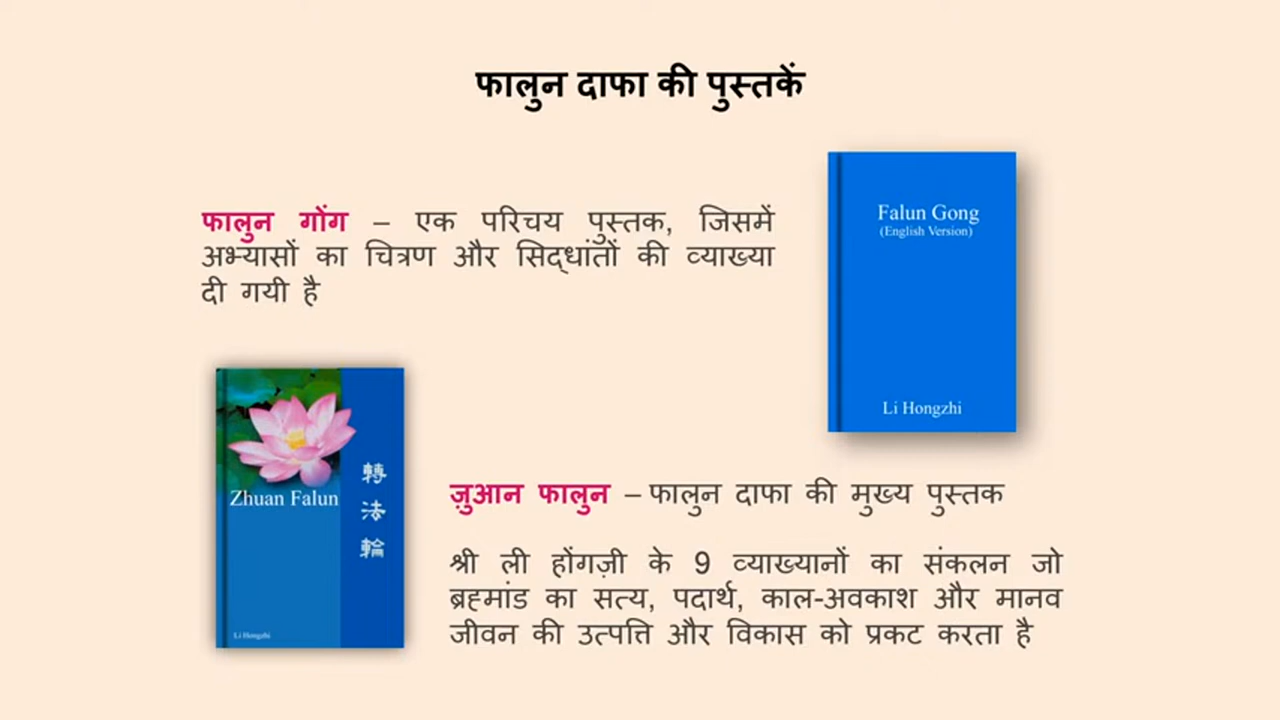 फालुन दाफा की पुस्तकें
फालुन गोंग – एक परिचय पुस्तक, जिसमें
अभ्यासों का चित्रण और सिद्धांतों की व्याख्या
दी गयी है
Falun Gong
(English Version)
Li Hongzhi
Zhuan Falun
轉
法
輪
Li Hongzhi
ज़ुआन फालुन – फालुन दाफा की मुख्य पुस्तक
श्री ली होंगज़ी के 9 व्याख्यानों का संकलन जो
ब्रह्मांड का सत्य, पदार्थ, काल-अवकाश और मानव
जीवन की उत्पत्ति और विकास को प्रकट करता है